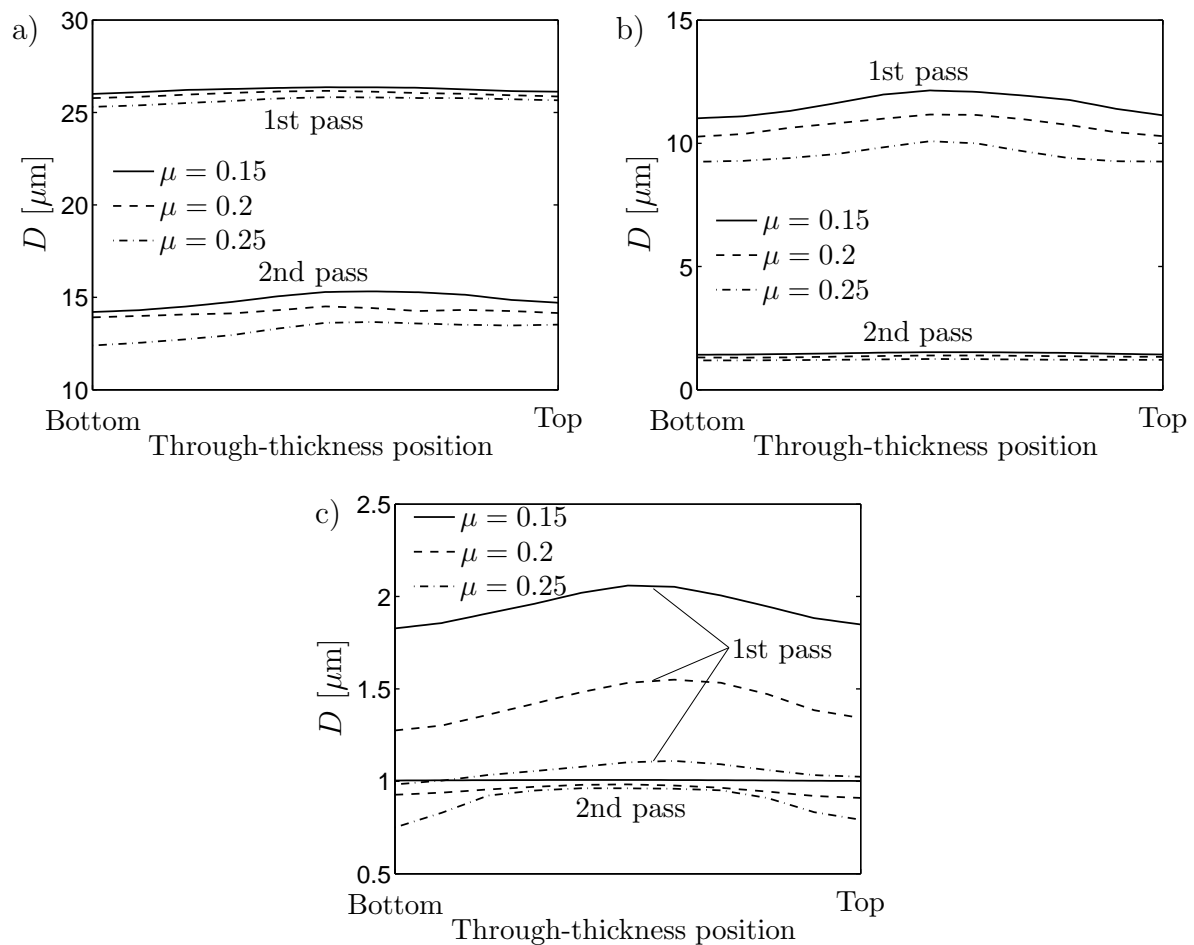 a)
30
25
20
15
10
D [μm]
1st pass
μ = 0.15
μ = 0.2
μ = 0.25
2nd pass
Bottom
Top
Through-thickness position
b)
15
10
5
0
D [μm]
1st pass
μ = 0.15
μ = 0.2
μ = 0.25
2nd pass
Bottom
Top
Through-thickness position
c)
2.5
2
1.5
1
0.5
D [μm]
μ = 0.15
μ = 0.2
μ = 0.25
1st pass
2nd pass
Bottom
Top
Through-thickness position